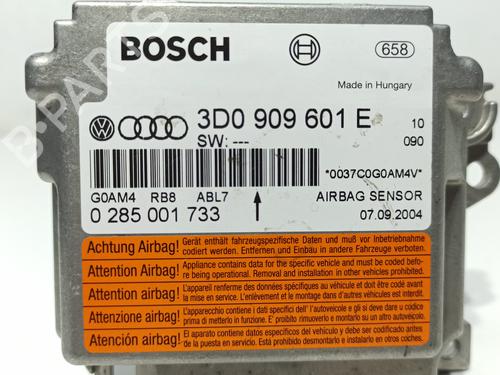 BOSCH
658
Made in Hungary
3D0 909 601 E
SW: ---
10
090
*0037C0G0AM4V*
G0AM4 RB8 ABL7
AIRBAG SENSOR
0 285 001 733
07.09.2004
Achtung Airbag! Gerät enthält fahrzeugspezifische Daten und muß vor Inbetriebnahme
codiert werden. Entfernen und Einbau in andere Fahrzeuge verboten.
Attention Airbag! Appliance contains data for the specific vehicle and must be coded before
being operational. Removal and installation in other vehicles prohibited.
Attention airbag! L'appareil renferme des données spécifiques au véhicule et doit être codé avant
la mise en service. L'enlèvement et le montage dans d'autres véhicules est interdit.
Attenzione airbag! L'apparecchio contiene i dati specifici dell' l'autoveicolo e gli si deve dare un codice
prima di metterlo in funzione. E' proibito rimuoverlo e montarlo su altro autoveicolo.
Atención airbag! El aparato contiene datos específicos del vehículo y debe ser codificado antes
de la puesta en servicio. Está prohibido desmontarlo e instalarlo en otro vehículo.
B-PARTS